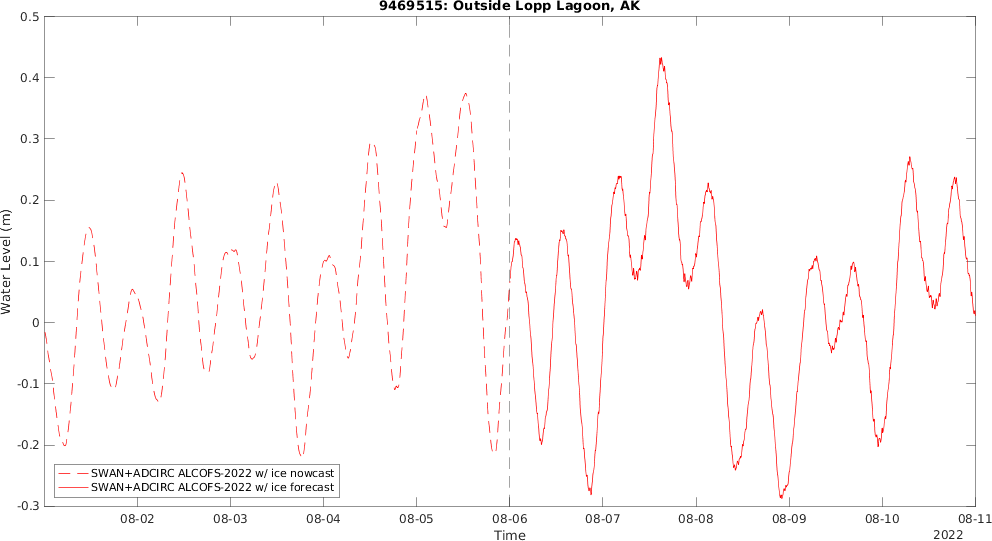 9469515: Outside Lopp Lagoon, AK
Water Level (m)
0.5
0.4
0.3
0.2
0.1
0
-0.1
-0.2
-0.3
SWAN+ADCIRC ALCOFS-2022 w/ ice nowcast
SWAN+ADCIRC ALCOFS-2022 w/ ice forecast
08-02 08-03 08-04 08-05 08-06 08-07 08-08 08-09 08-10 08-11
Time
2022